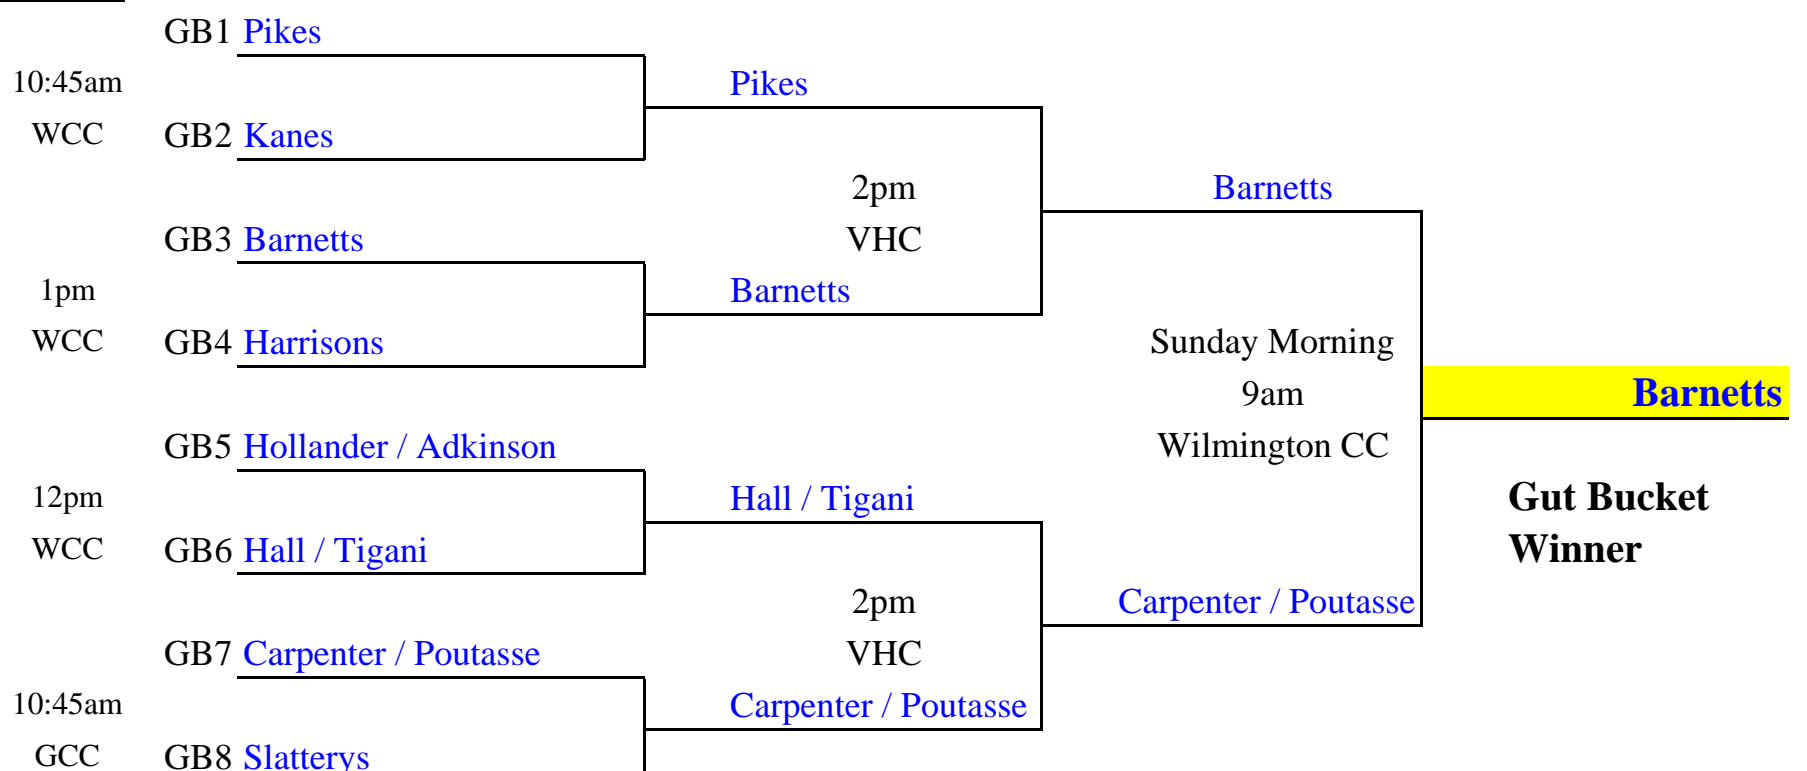 GB1 Pikes
10:45am Pikes
WCC GB2 Kanes
2pm Barnetts
GB3 Barnetts VHC
1pm Barnetts
WCC GB4 Harrisons Sunday Morning
9am Barnetts
GB5 Hollander / Adkinson Wilmington CC
12pm Hall / Tigani Gut Bucket
WCC GB6 Hall / Tigani Winner
2pm Carpenter / Poutasse
GB7 Carpenter / Poutasse VHC
10:45am Carpenter / Poutasse
GCC GB8 Slatterys